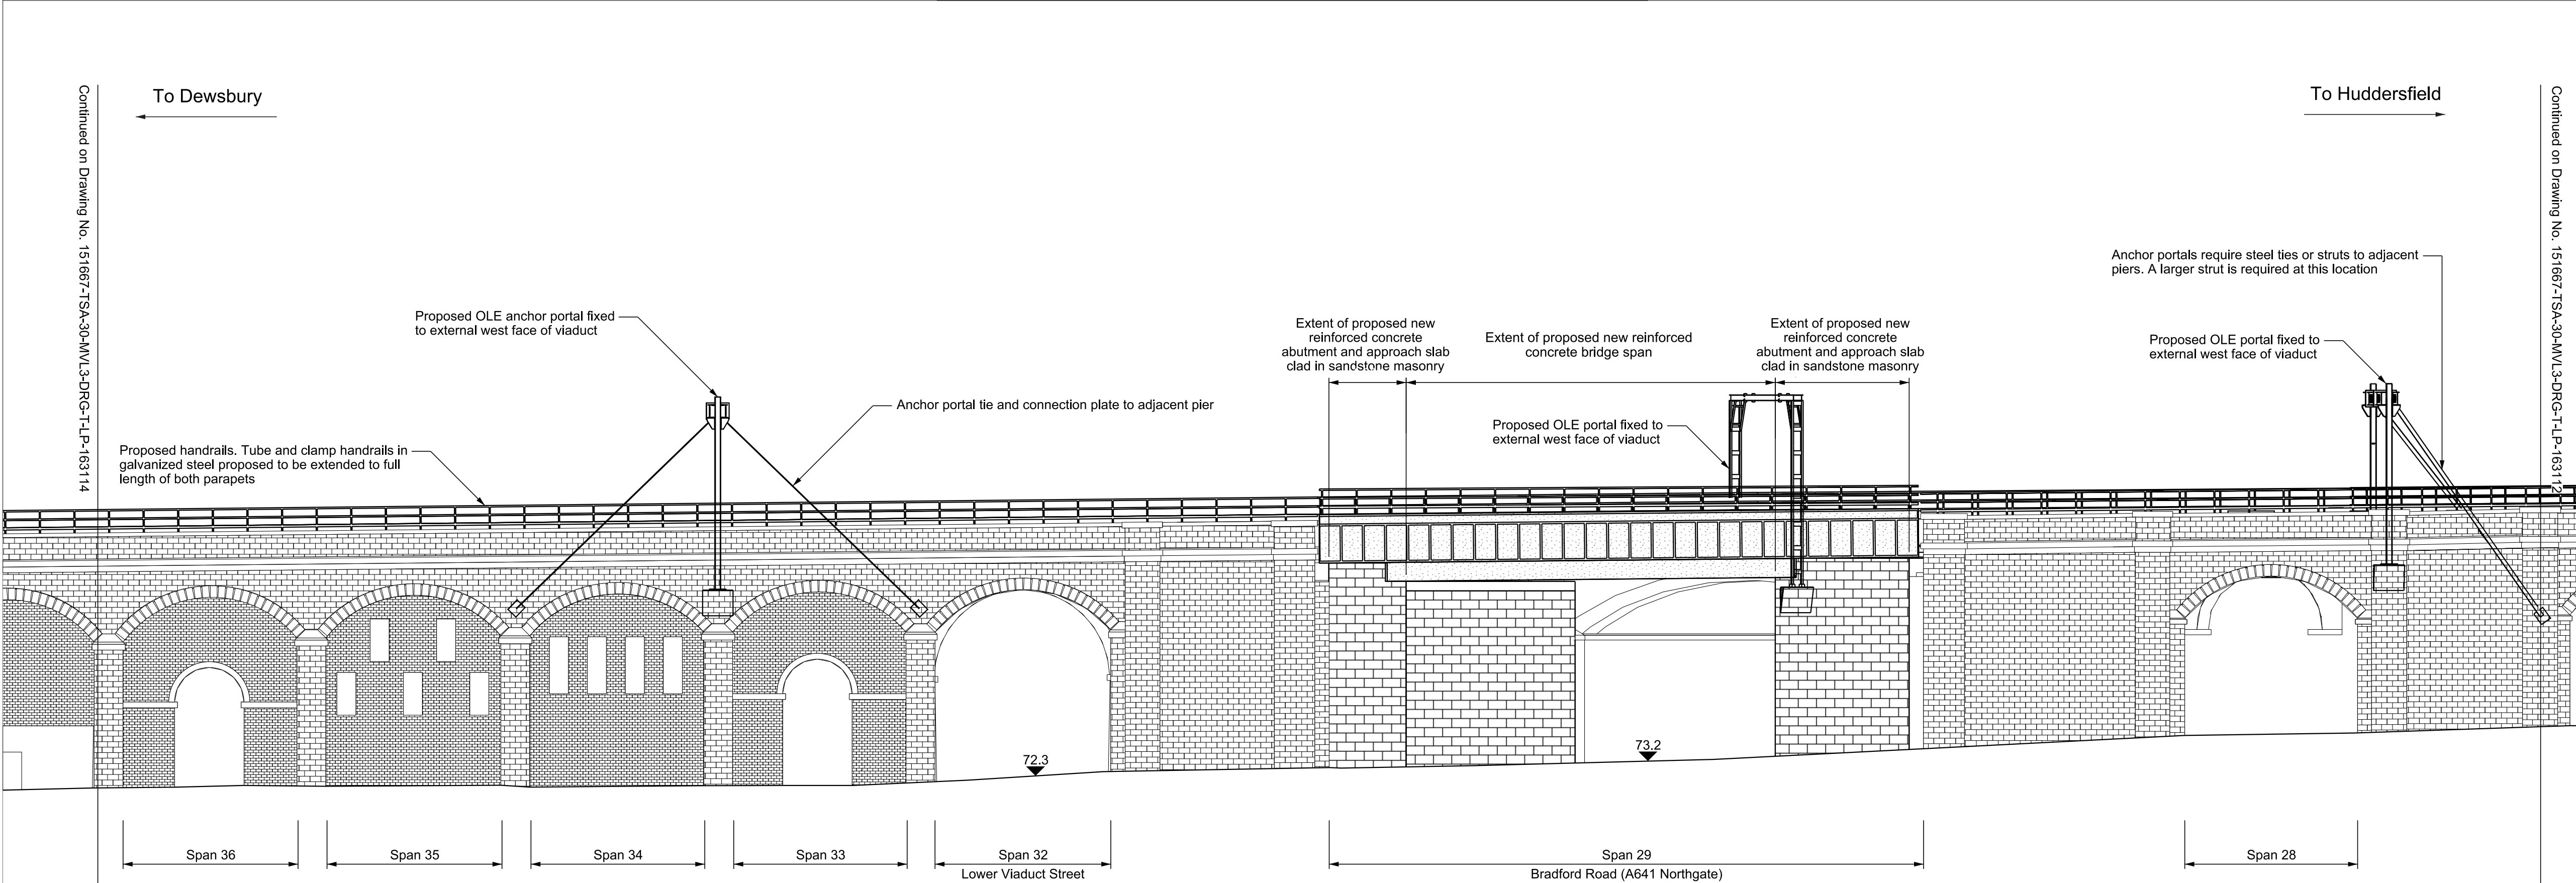 To Dewsbury
To Huddersfield
Continued on Drawing No. 151667-TSA-30-MVL3-DRG-T-LP-163114
Continued on Drawing No. 151667-TSA-30-MVL3-DRG-T-LP-163112
Anchor portals require steel ties or struts to adjacent
piers. A larger strut is required at this location
Proposed OLE anchor portal fixed
to external west face of viaduct
Extent of proposed new
reinforced concrete
abutment and approach slab
clad in sandstone masonry
Extent of proposed new reinforced
concrete bridge span
Extent of proposed new
reinforced concrete
abutment and approach slab
clad in sandstone masonry
Proposed OLE portal fixed to
external west face of viaduct
Anchor portal tie and connection plate to adjacent pier
Proposed OLE portal fixed to
external west face of viaduct
Proposed handrails. Tube and clamp handrails in
galvanized steel proposed to be extended to full
length of both parapets
72.3
73.2
Span 36
Span 35
Span 34
Span 33
Span 32
Lower Viaduct Street
Span 29
Bradford Road (A641 Northgate)
Span 28